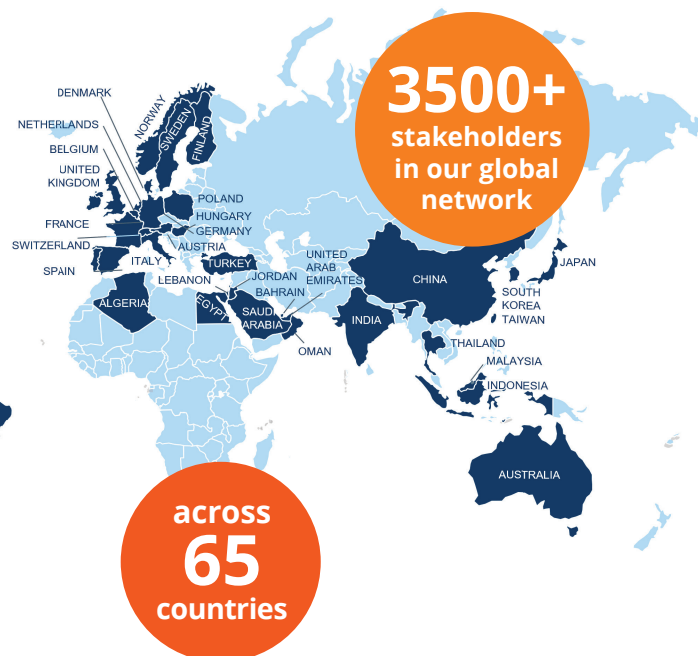 3500+
stakeholders
in our global
network
DENMARK
NETHERLANDS
BELGIUM
UNITED
KINGDOM
FRANCE
SWITZERLAND
SPAIN
NORWAY
SWEDEN
FINLAND
POLAND
HUNGARY
GERMANY
AUSTRIA
ITALY
TURKEY
LEBANON
JORDAN
BAHRAIN
UNITED
ARAB
EMIRATES
ALGERIA
EGYPT
SAUDI
ARABIA
OMAN
INDIA
CHINA
JAPAN
SOUTH
KOREA
TAIWAN
THAILAND
MALAYSIA
INDONESIA
AUSTRALIA
across
65
countries